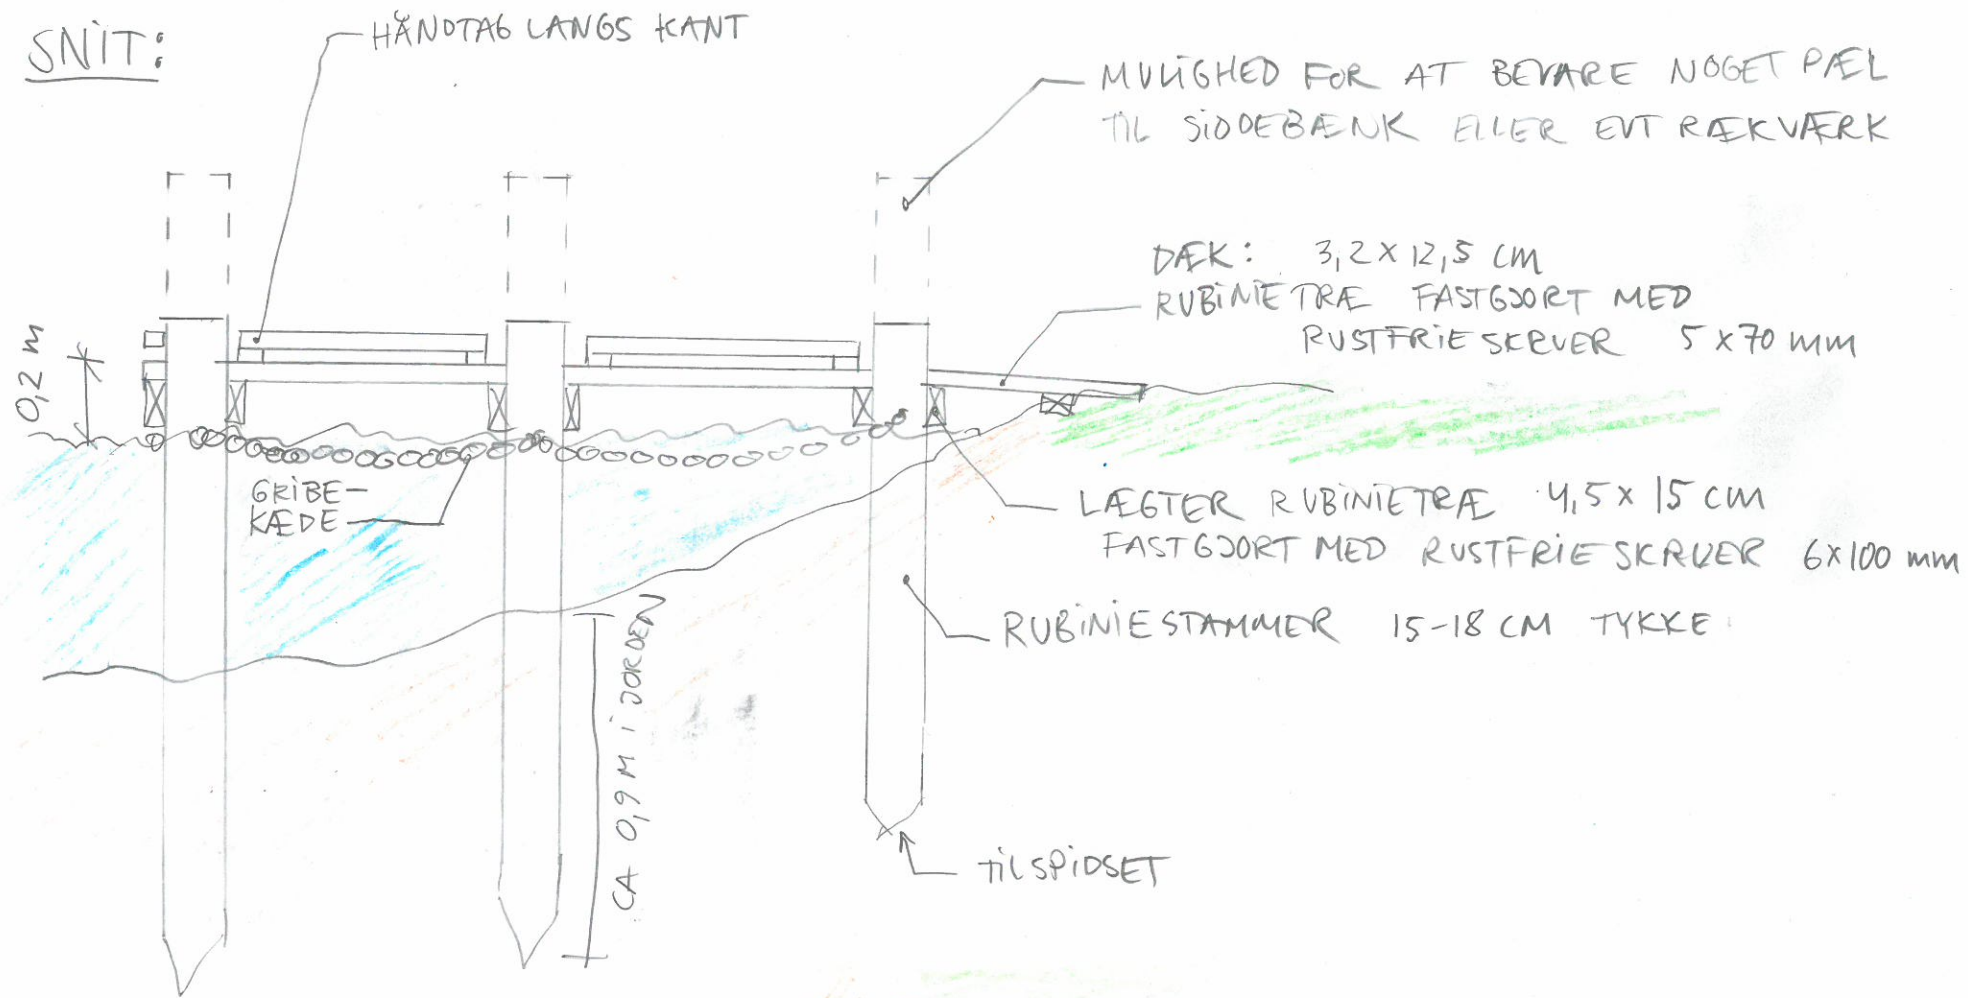 SNIT:
HÅNDTAG LANGS KANT
MULIGHED FOR AT BEVARE NOGET PÆL
TIL SIDDEBÆNK ELLER EVT RÆKVÆRK
DÆK: 3,2 X 12,5 CM
RUBINIE TRÆ FASTGJORT MED
RUSTFRIE SKRUER 5 X 70 mm
0,2 m
GRIBE-
KÆDE
LÆGTER RUBINIETRÆ 4,5 X 15 CM
FASTGJORT MED RUSTFRIE SKRUER 6X100 mm
RUBINIESTAMMER 15-18 CM TYKKE
CA 0,9 M I JORDEN
TILSPIDSET